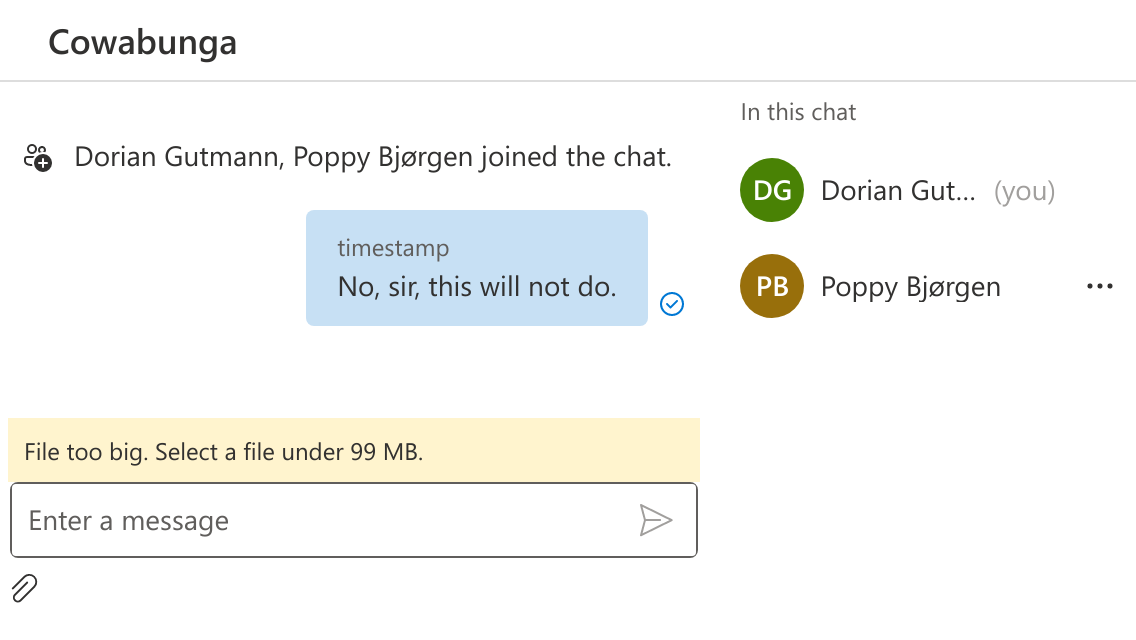 Cowabunga
Dorian Gutmann, Poppy Bjørgen joined the chat.
timestamp
No, sir, this will not do.
File too big. Select a file under 99 MB.
Enter a message
In this chat
DG Dorian Gut... (you)
PB Poppy Bjørgen